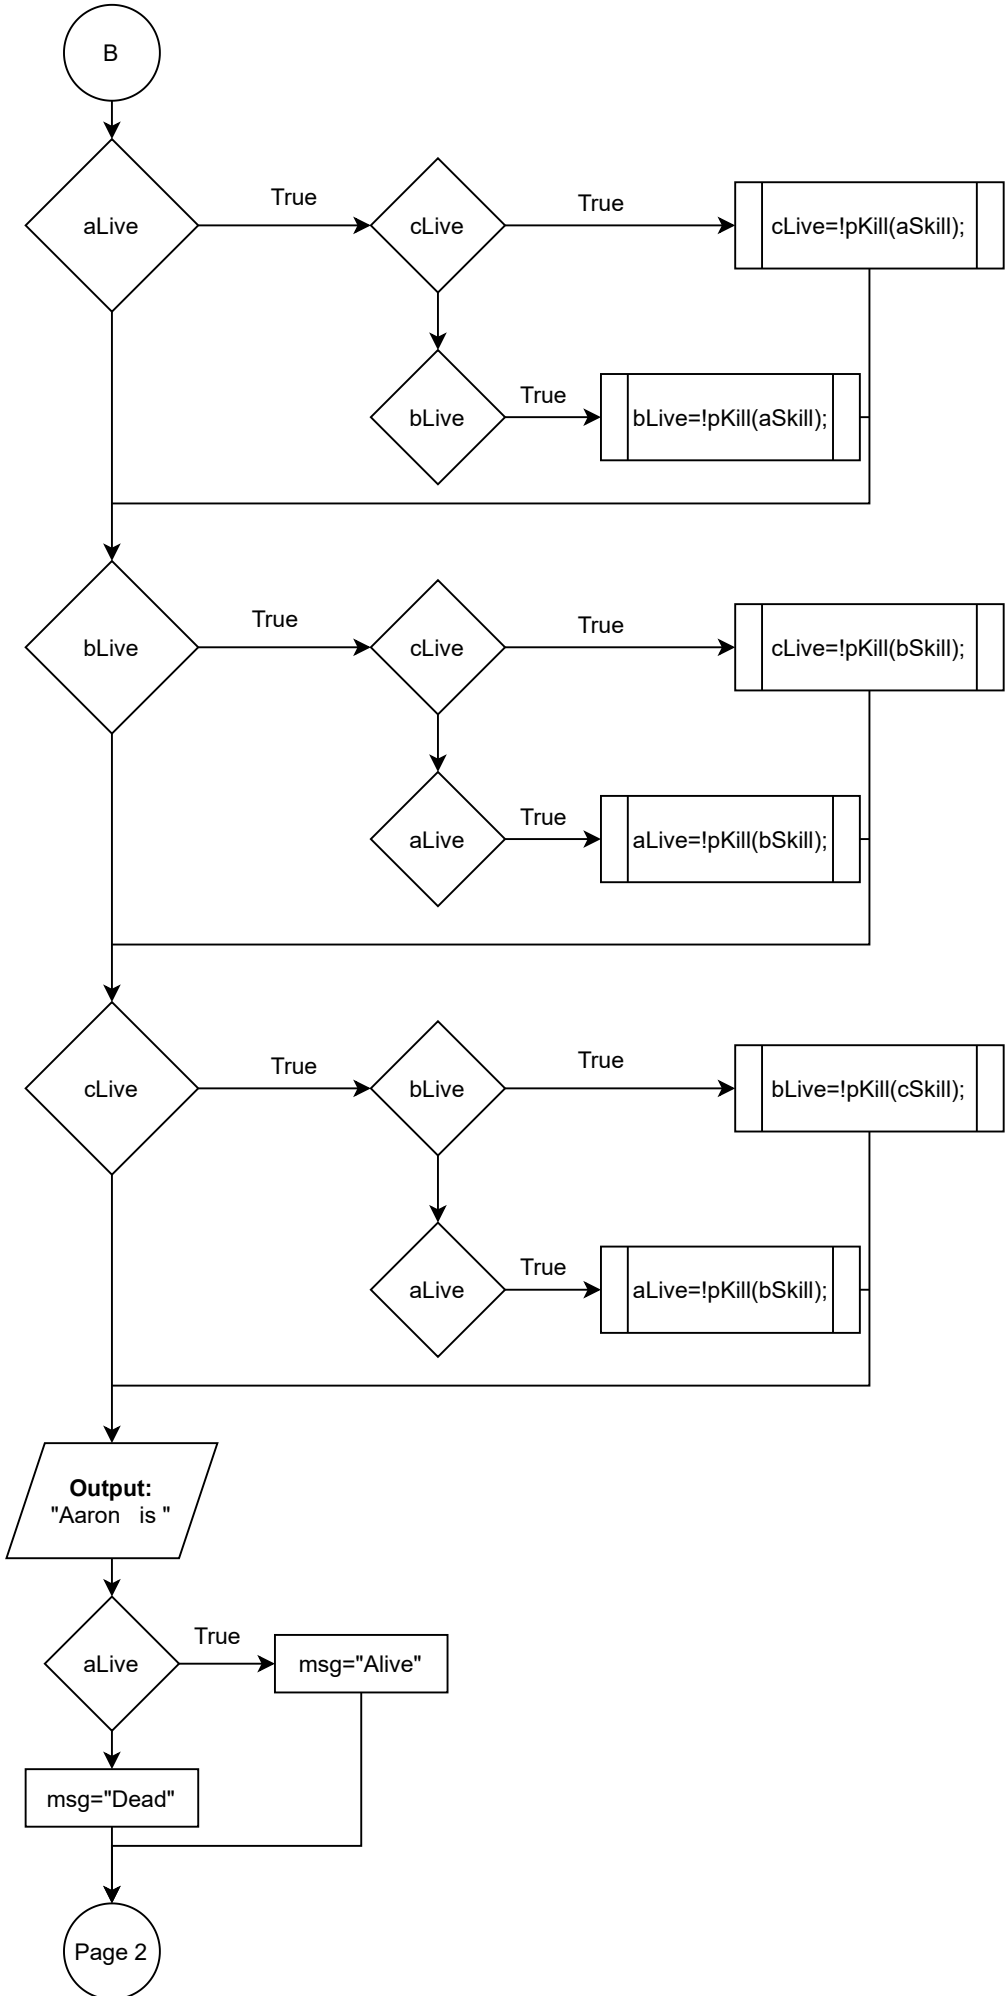 B
aLive
True
cLive
True
cLive=!pKill(aSkill);
bLive
True
bLive=!pKill(aSkill);
bLive
True
cLive
True
cLive=!pKill(bSkill);
aLive
True
aLive=!pKill(bSkill);
cLive
True
bLive
True
bLive=!pKill(cSkill);
aLive
True
aLive=!pKill(bSkill);
Output:
"Aaron   is "
aLive
True
msg="Alive"
msg="Dead"
Page 2